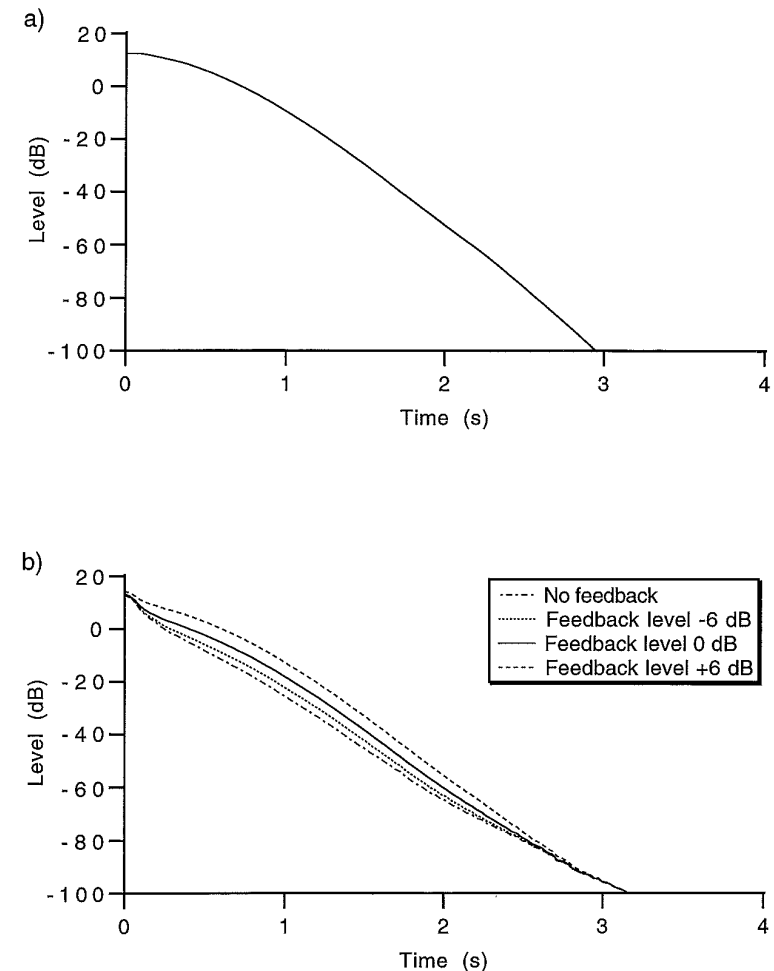 a)
20
0
-20
-40
-60
-80
-100
Level (dB)
0 1 2 3 4
Time (s)
b)
20
0
-20
-40
-60
-80
-100
Level (dB)
No feedback
Feedback level -6 dB
Feedback level 0 dB
Feedback level +6 dB
0 1 2 3 4
Time (s)